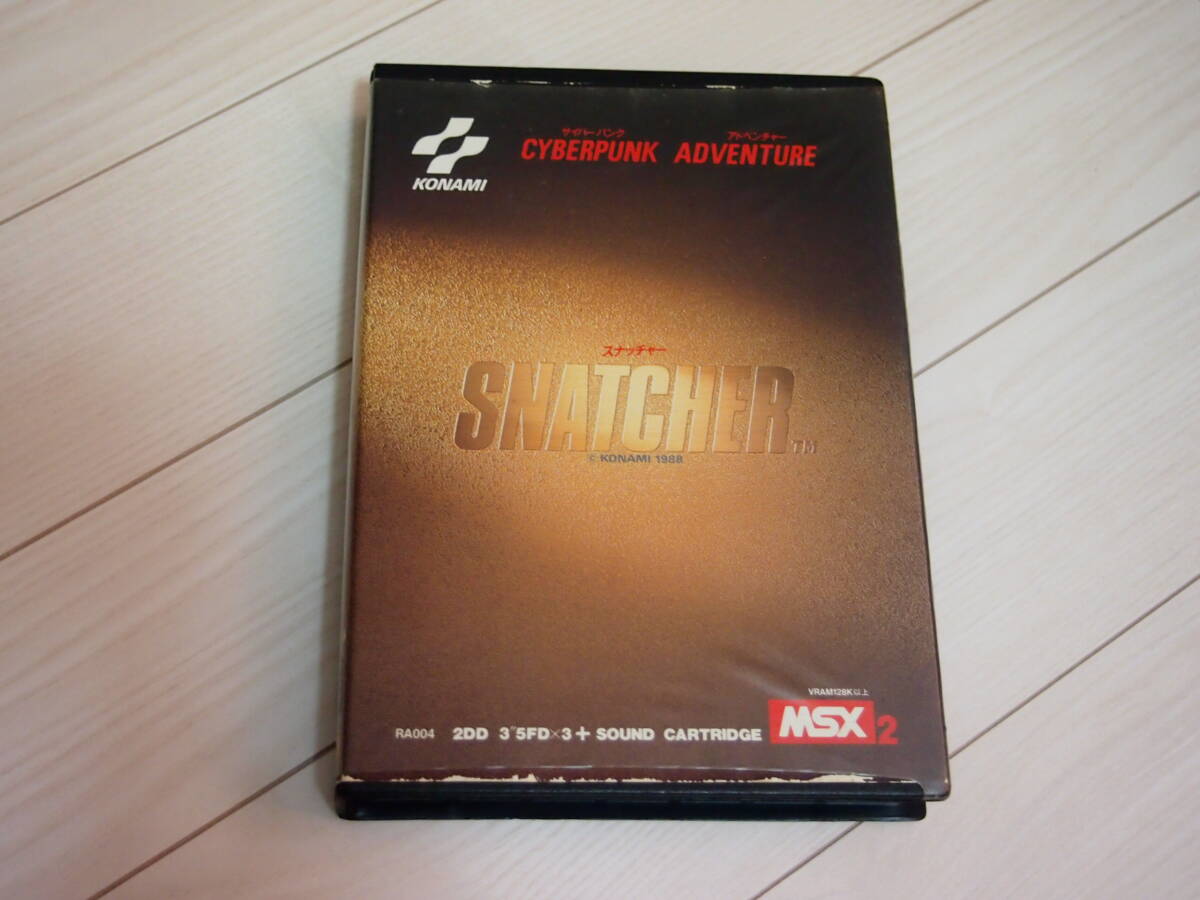 サイバーパンク アドベンチャー
CYBERPUNK ADVENTURE
KONAMI
スナッチャー
SNATCHER TM
© KONAMI 1988
VRAM128K以上
RA004 2DD 3"5FD×3+SOUND CARTRIDGE MSX2